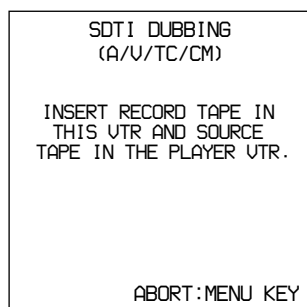 SDTI DUBBING
(A/V/TC/CM)
INSERT RECORD TAPE IN
THIS VTR AND SOURCE
TAPE IN THE PLAYER VTR.
ABORT:MENU KEY